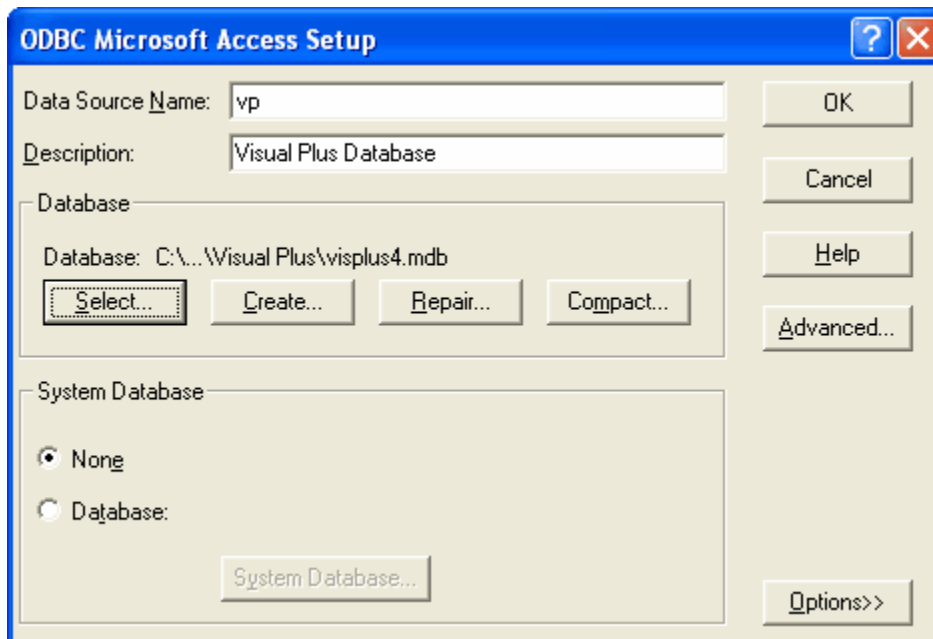 ODBC Microsoft Access Setup
Data Source Name: vp
OK
Description: Visual Plus Database
Cancel
Database
Database: C:\...\Visual Plus\visplus4.mdb
Help
Select... Create... Repair... Compact...
Advanced...
System Database
None
Database:
System Database...
Options>>